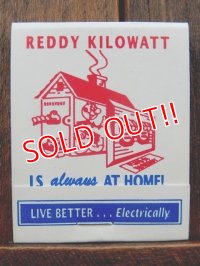 REDDY KILOWATT
SOLD OUT!!
IS always AT HOME!
LIVE BETTER... Electrically